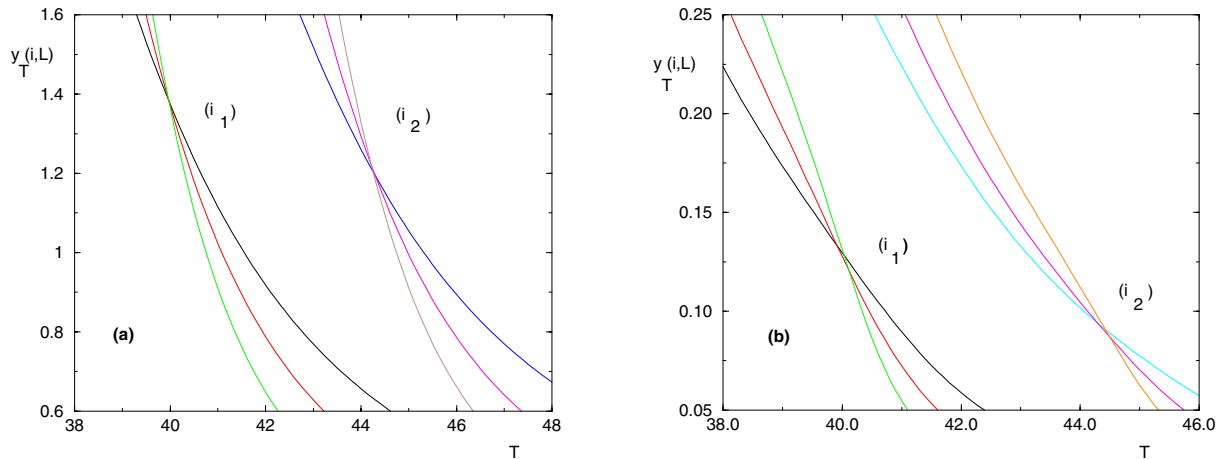 1.6
1.4
1.2
1
0.8
0.6
y (i,L)
T
(i 1)
(i 2)
(a)
38 40 42 44 46 48
T
0.25
0.20
0.15
0.10
0.05
y (i,L)
T
(i 1)
(i 2)
(b)
38.0 40.0 42.0 44.0 46.0
T